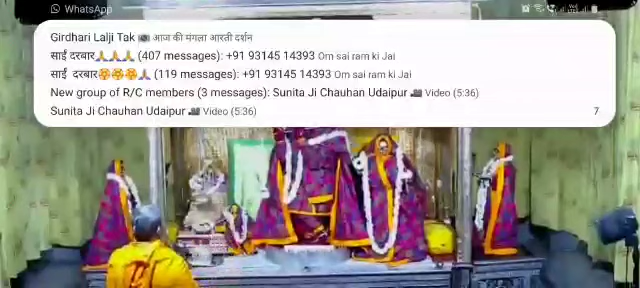 WhatsApp
Girdhari Lalji Tak 📷 आज की मंगला आरती दर्शन
साईं दरबार🙏🙏🙏 (407 messages): +91 93145 14393 Om sai ram ki Jai
साईं दरबार🥰🥰🥰🙏 (119 messages): +91 93145 14393 Om sai ram ki Jai
New group of R/C members (3 messages): Sunita Ji Chauhan Udaipur 🎥 Video (5:36)
Sunita Ji Chauhan Udaipur 🎥 Video (5:36) 7